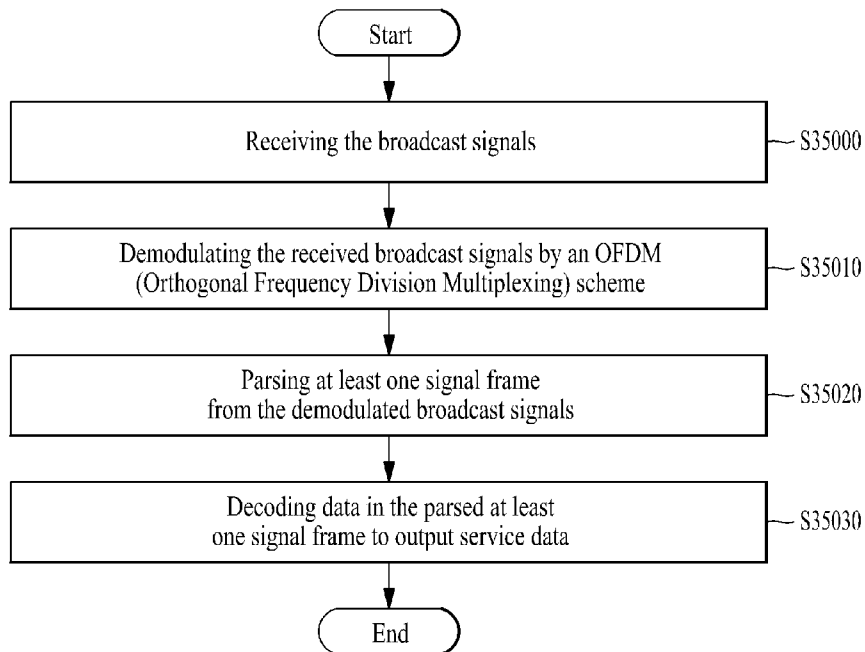 Start
Receiving the broadcast signals
S35000
Demodulating the received broadcast signals by an OFDM
(Orthogonal Frequency Division Multiplexing) scheme
S35010
Parsing at least one signal frame
from the demodulated broadcast signals
S35020
Decoding data in the parsed at least
one signal frame to output service data
S35030
End